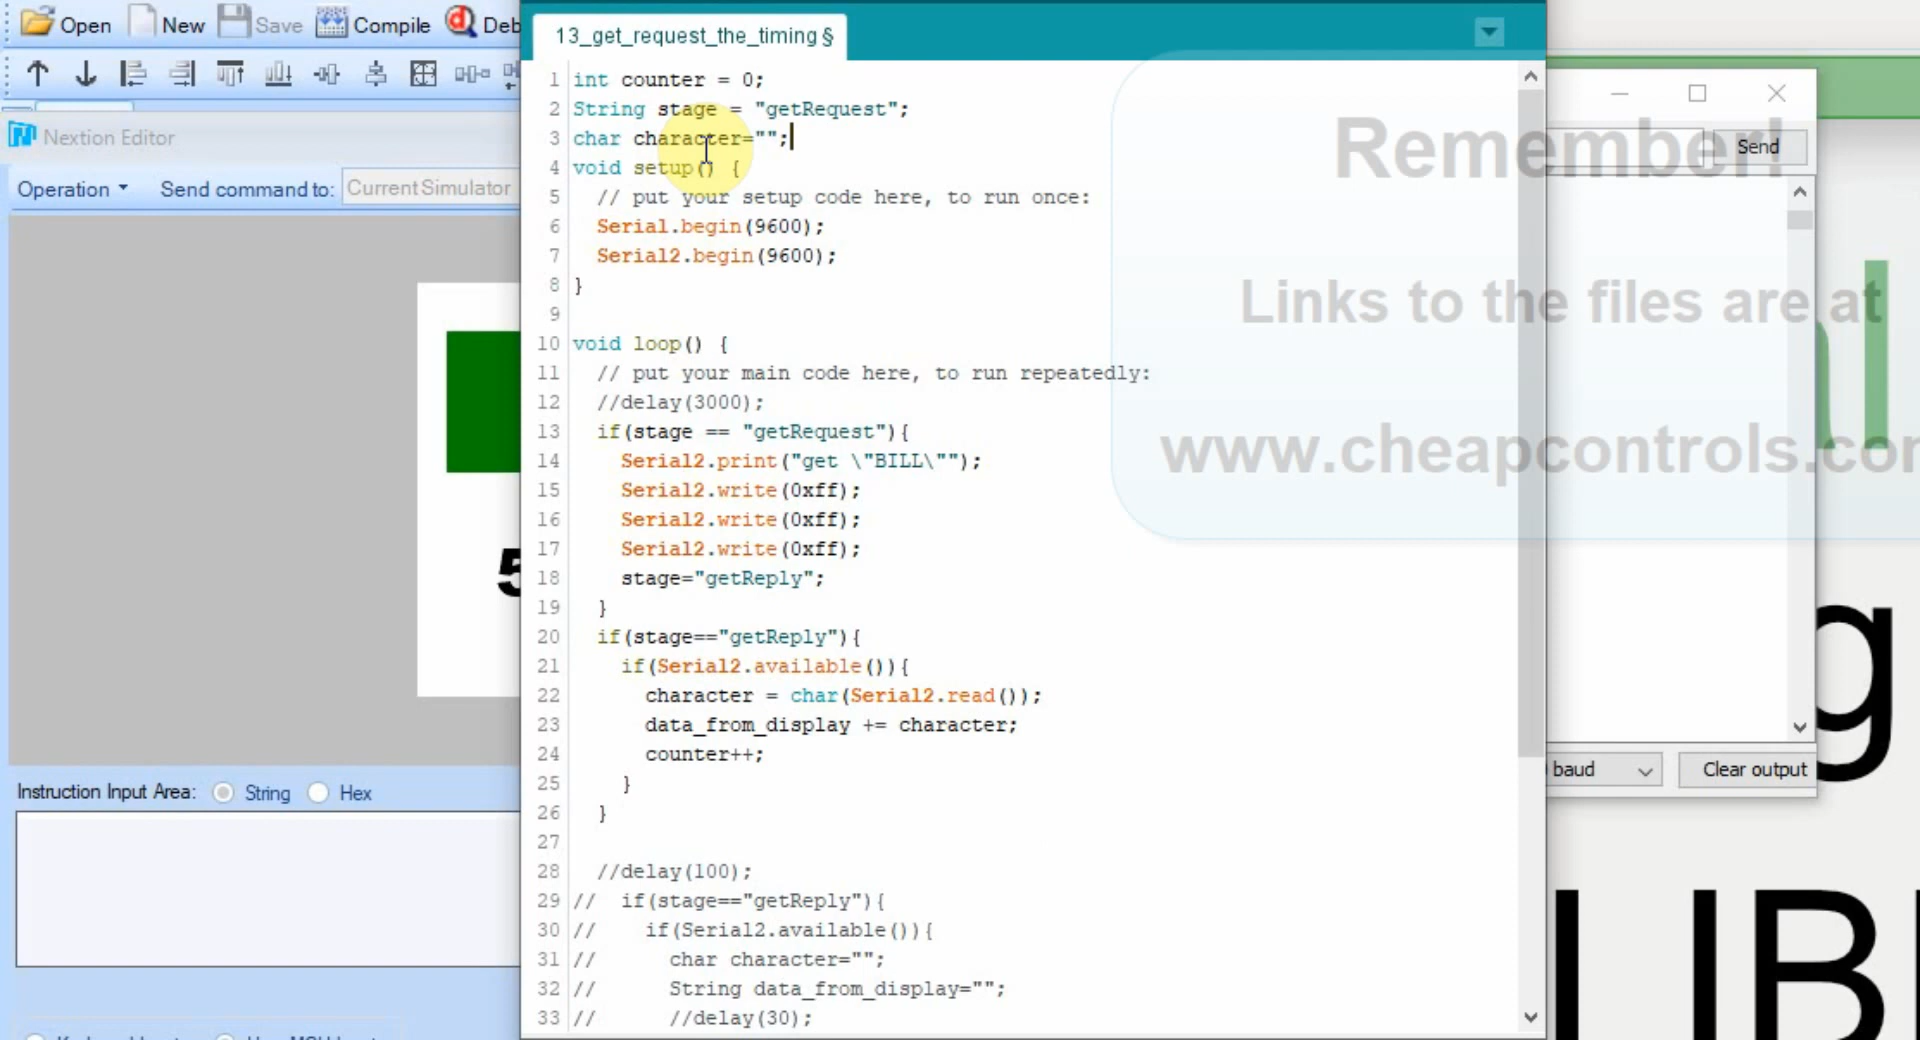 Open New Save Compile Deb
Nextion Editor
Operation Send command to: Current Simulator
Instruction Input Area: String Hex
13_get_request_the_timing §
1 int counter = 0;
2 String stage = "getRequest";
3 char character="";
4 void setup() {
5 // put your setup code here, to run once:
6 Serial.begin(9600);
7 Serial2.begin(9600);
8 }
9
10 void loop() {
11 // put your main code here, to run repeatedly:
12 //delay(3000);
13 if(stage == "getRequest"){
14 Serial2.print("get \"BILL\"");
15 Serial2.write(0xff);
16 Serial2.write(0xff);
17 Serial2.write(0xff);
18 stage="getReply";
19 }
20 if(stage=="getReply"){
21 if(Serial2.available()){
22 character = char(Serial2.read());
23 data_from_display += character;
24 counter++;
25 }
26 }
27
28 //delay(100);
29 // if(stage=="getReply"){
30 // if(Serial2.available()){
31 // char character="";
32 // String data_from_display="";
33 // //delay(30);
Remember!
Links to the files are at
www.cheapcontrols.com
Send
baud Clear output
5
al
g
LIB